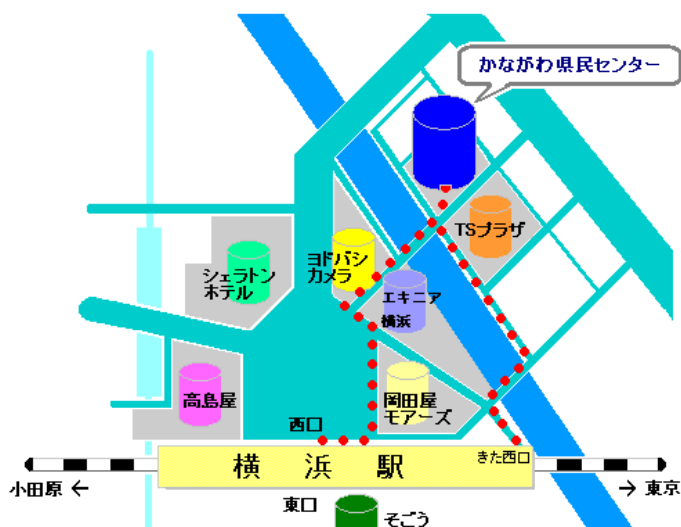 かながわ県民センター
TSプラザ
ヨドバシ
カメラ
シェラトン
ホテル
エキニア
横浜
高島屋
岡田屋
モアーズ
西口
きた西口
横浜駅
小田原 ←
→ 東京
東口
そごう